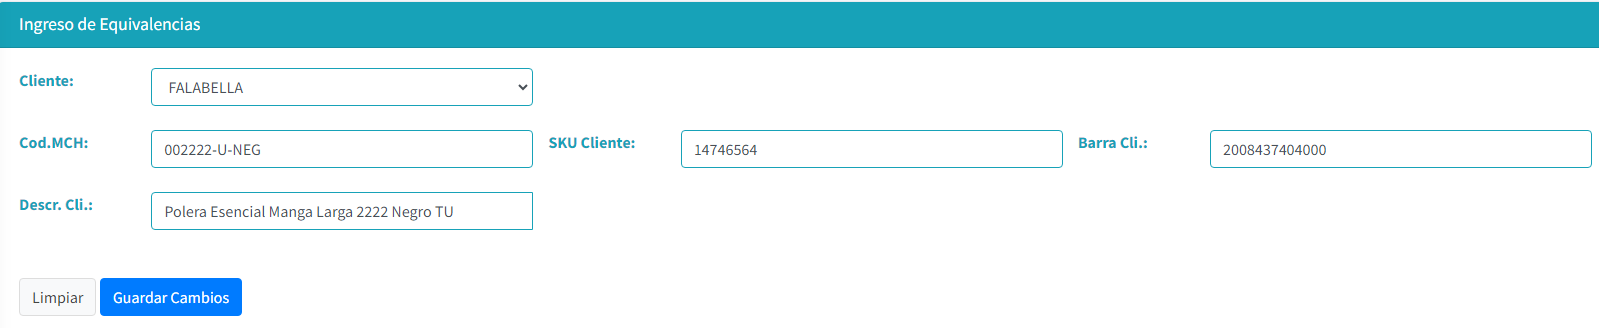 Ingreso de Equivalencias
Cliente: FALABELLA
Cod.MCH: 002222-U-NEG SKU Cliente: 14746564 Barra Cli.: 2008437404000
Descr. Cli.: Polera Esencial Manga Larga 2222 Negro TU
Limpiar Guardar Cambios